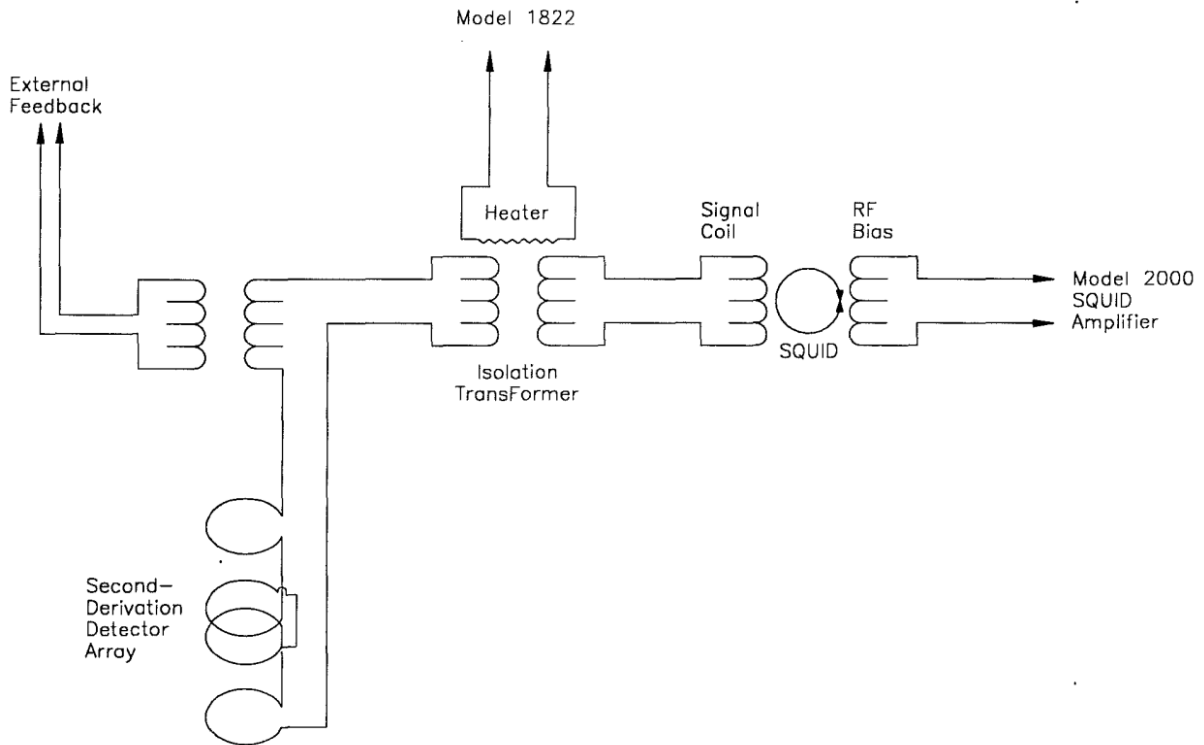 Model 1822
External
Feedback
Heater
Signal
Coil
RF
Bias
Model 2000
SQUID
Amplifier
SQUID
Isolation
TransFormer
Second-
Derivation
Detector
Array